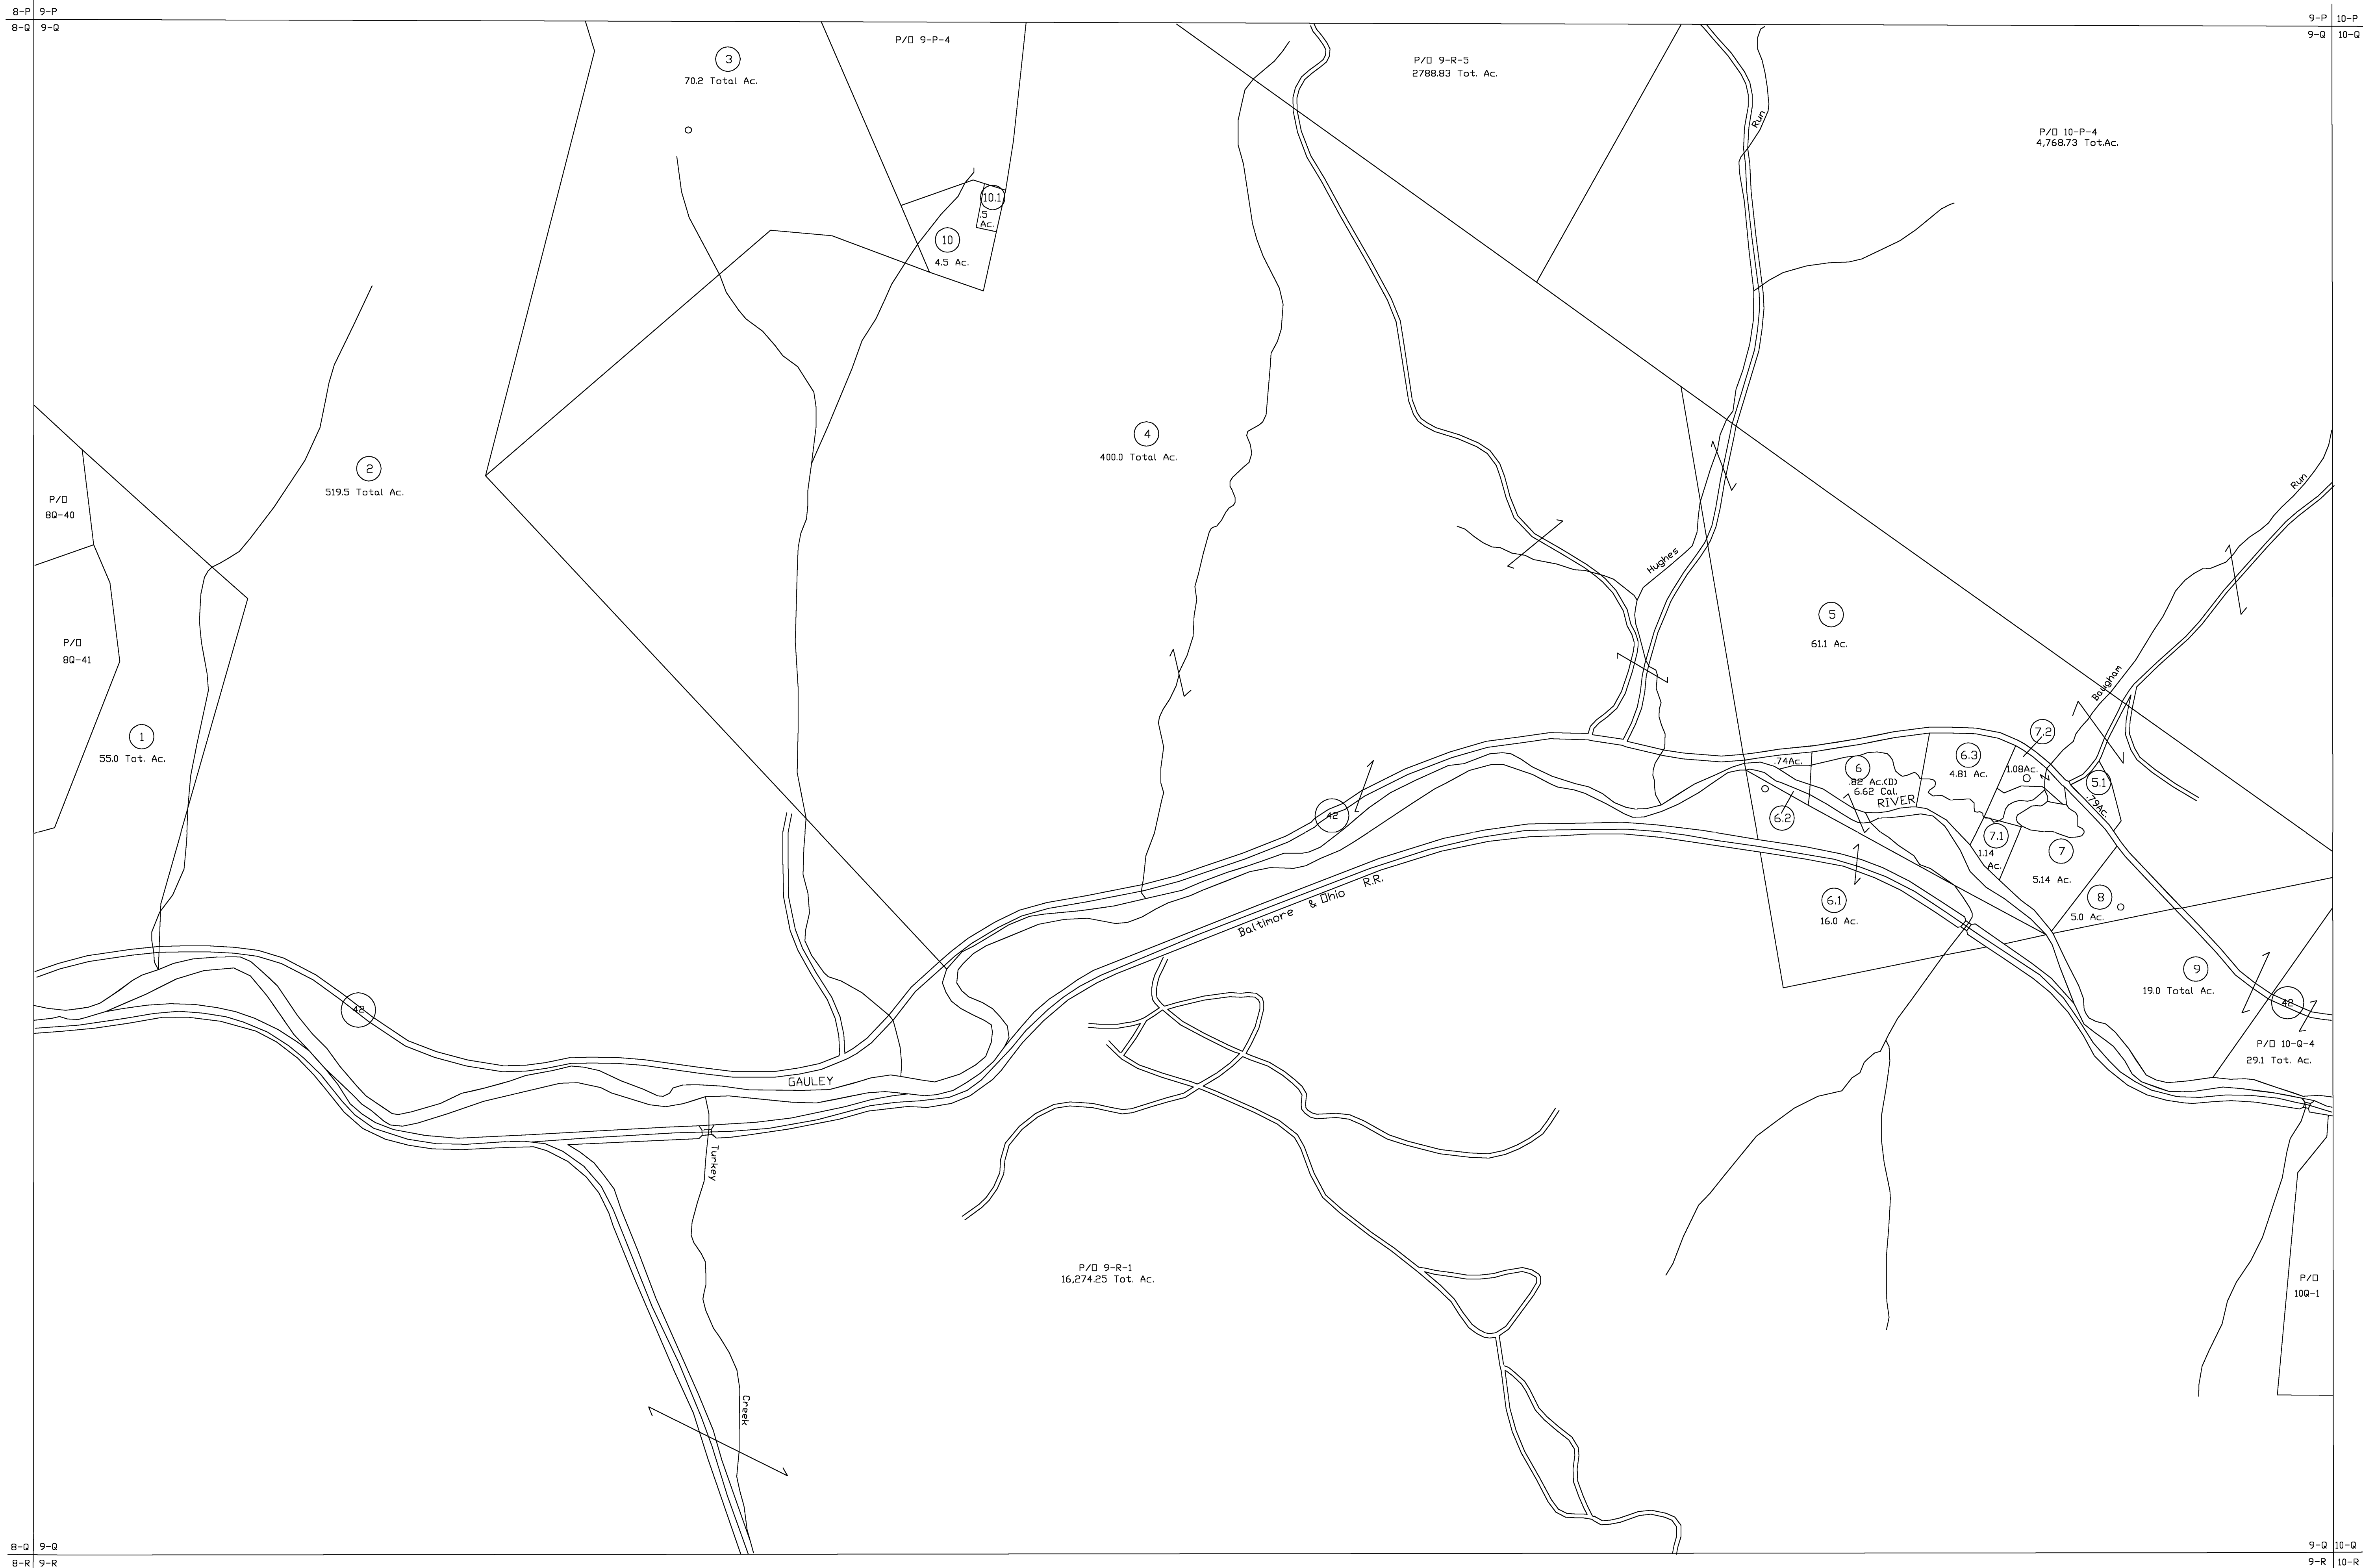 8-P 9-P
8-Q 9-Q
9-P 10-P
9-Q 10-Q
3
70.2 Total Ac.
P/O 9-P-4
P/O 9-R-5
2788.83 Tot. Ac.
Run
P/O 10-P-4
4,768.73 Tot.Ac.
10.1
.5
Ac.
10
4.5 Ac.
4
400.0 Total Ac.
2
519.5 Total Ac.
P/O
8Q-40
P/O
8Q-41
1
55.0 Tot. Ac.
Hughes
5
61.1 Ac.
Run
Baugham
7.2
6.3
4.81 Ac.
1.08Ac.
.74Ac.
6
.82 Ac.(D)
6.62 Cal.
RIVER
5.1
.79Ac.
6.2
42
7.1
1.14
Ac.
7
5.14 Ac.
8
5.0 Ac.
6.1
16.0 Ac.
Baltimore & Ohio R.R.
9
19.0 Total Ac.
42
42
P/O 10-Q-4
29.1 Tot. Ac.
GAULEY
Turkey
Creek
P/O 9-R-1
16,274.25 Tot. Ac.
P/O
10Q-1
8-Q 9-Q
8-R 9-R
9-Q 10-Q
9-R 10-R